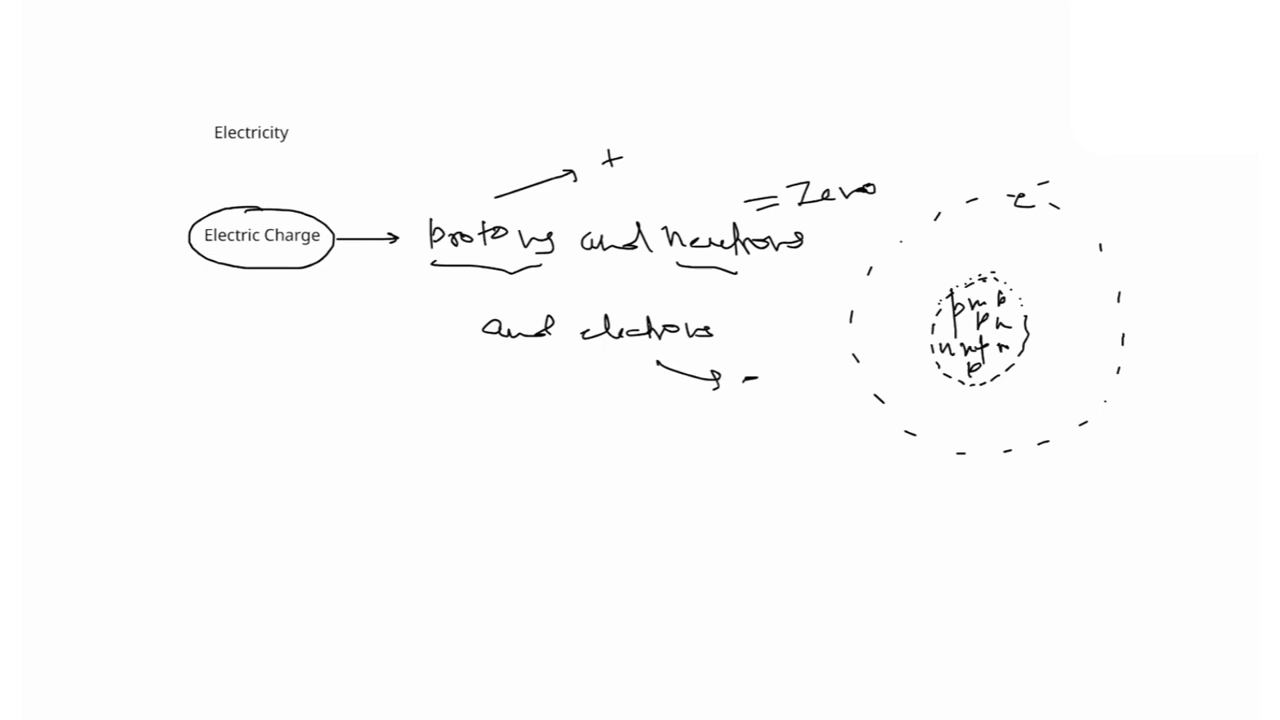 Electricity
+
= Zero
Electric Charge → protons and neutrons
and electrons
→ -
e-
p n p
p n
n n + n
p